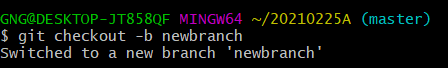 GNG@DESKTOP-JT858QF MINGW64 ~/20210225A (master)
$ git checkout -b newbranch
Switched to a new branch 'newbranch'